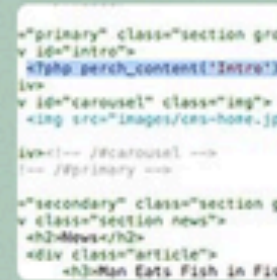 ="primary" class="section gro
v id="intro">
<?php perch_content('Intro')
iv>
v id="carousel" class="img">
<img src="images/cms-home.jp
iv><!-- /#carousel -->
!-- /#primary -->
="secondary" class="section g
v class="section news">
<h2>News</h2>
<div class="article">
<h3>Man Eats Fish in Fis